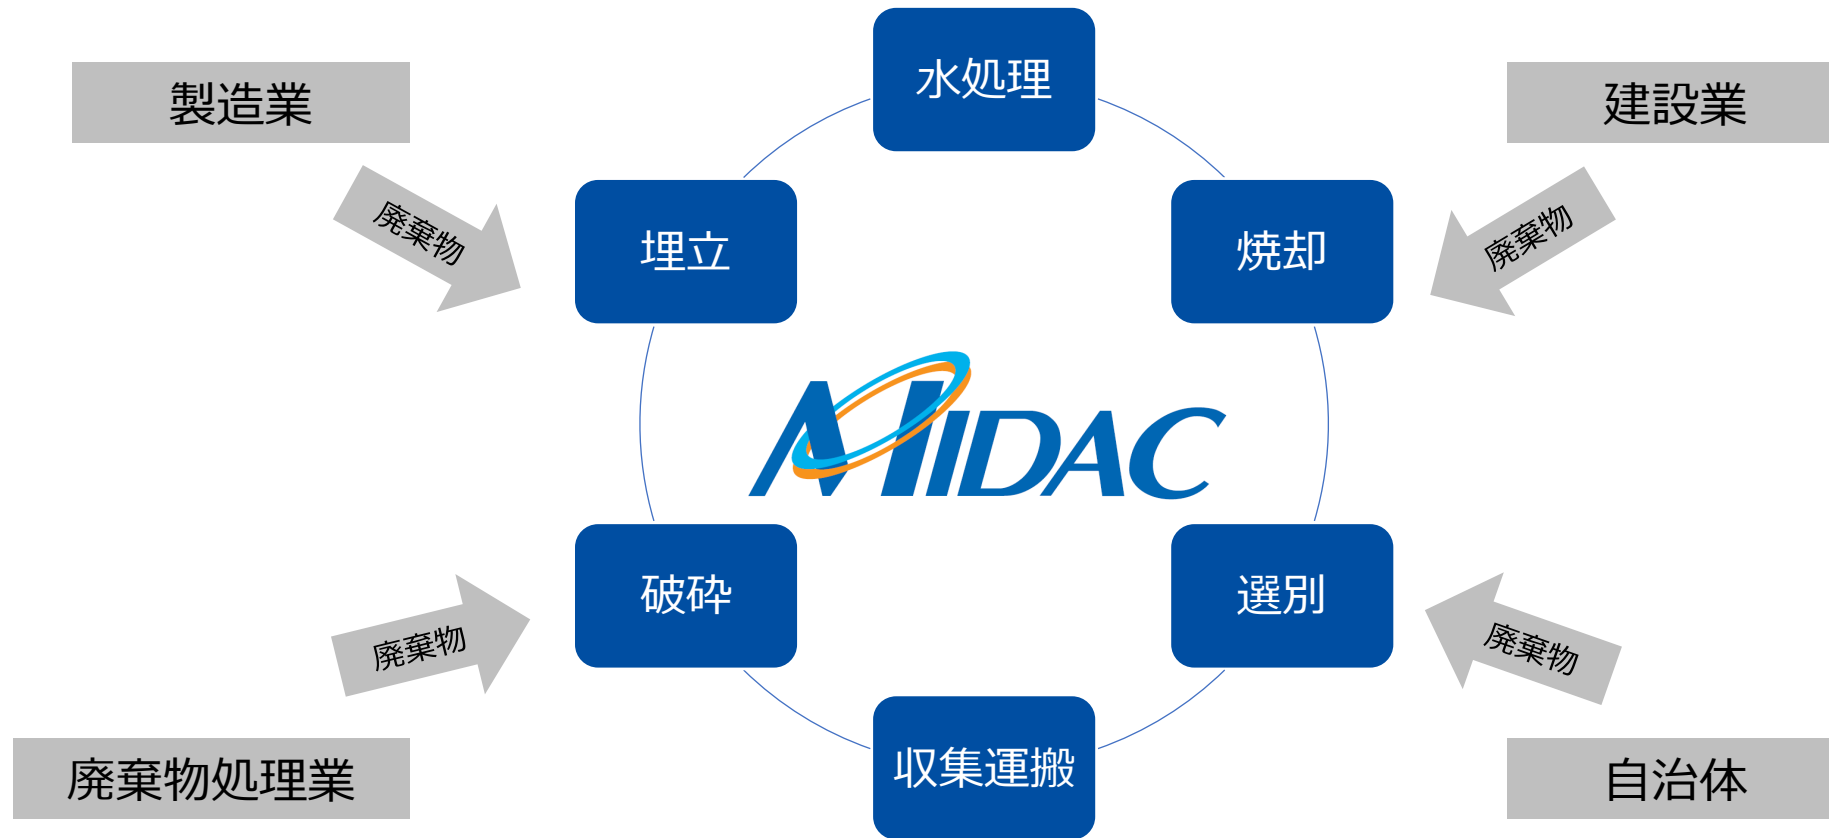 水処理
製造業
建設業
廃棄物
廃棄物
埋立
焼却
MIDAC
破砕
選別
廃棄物
廃棄物
収集運搬
廃棄物処理業
自治体